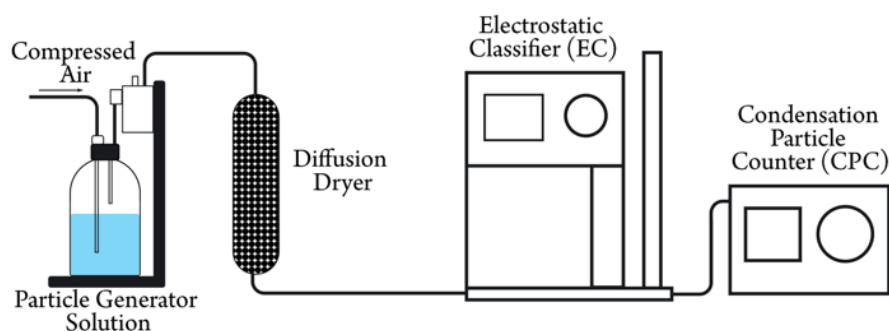 Compressed
Air
Particle Generator
Solution
Diffusion
Dryer
Electrostatic
Classifier (EC)
Condensation
Particle
Counter (CPC)